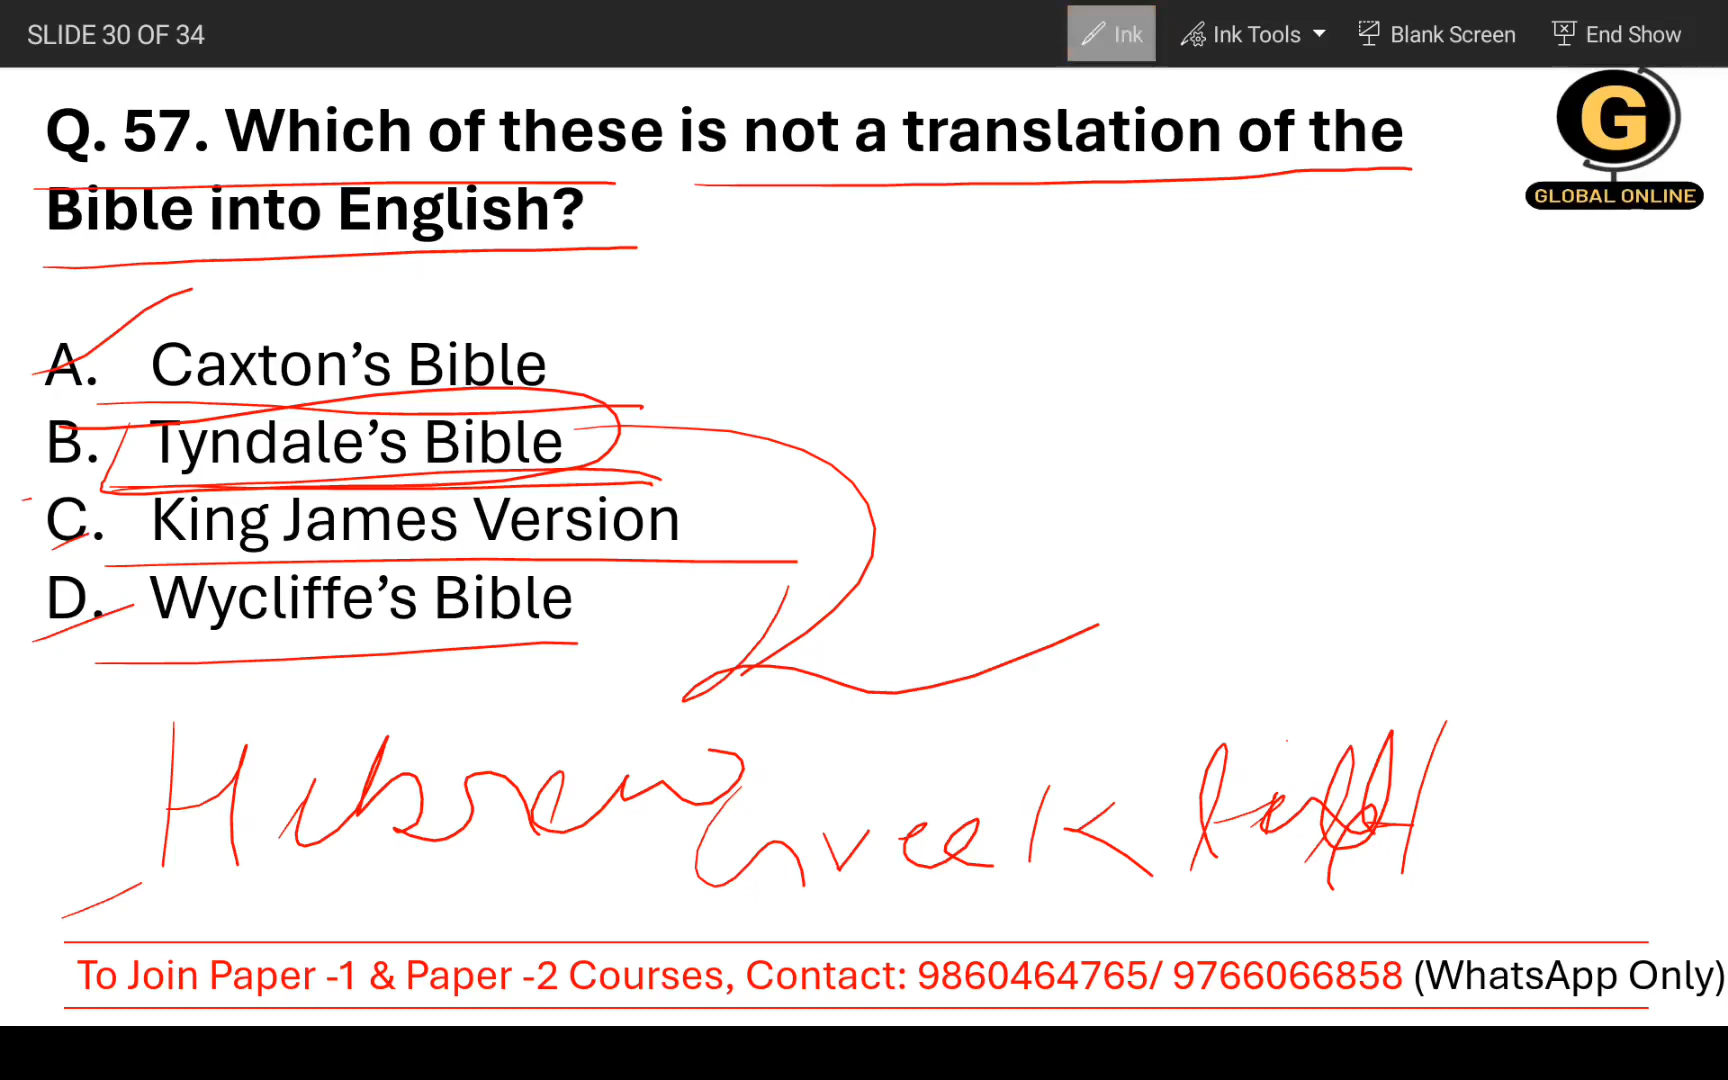 SLIDE 30 OF 34
Ink
Ink Tools
Blank Screen
End Show
Q. 57. Which of these is not a translation of the
Bible into English?
G
GLOBAL ONLINE
A. Caxton’s Bible
B. Tyndale’s Bible
C. King James Version
D. Wycliffe’s Bible
Hebrew Greek
To Join Paper -1 & Paper -2 Courses, Contact: 9860464765/ 9766066858 (WhatsApp Only)